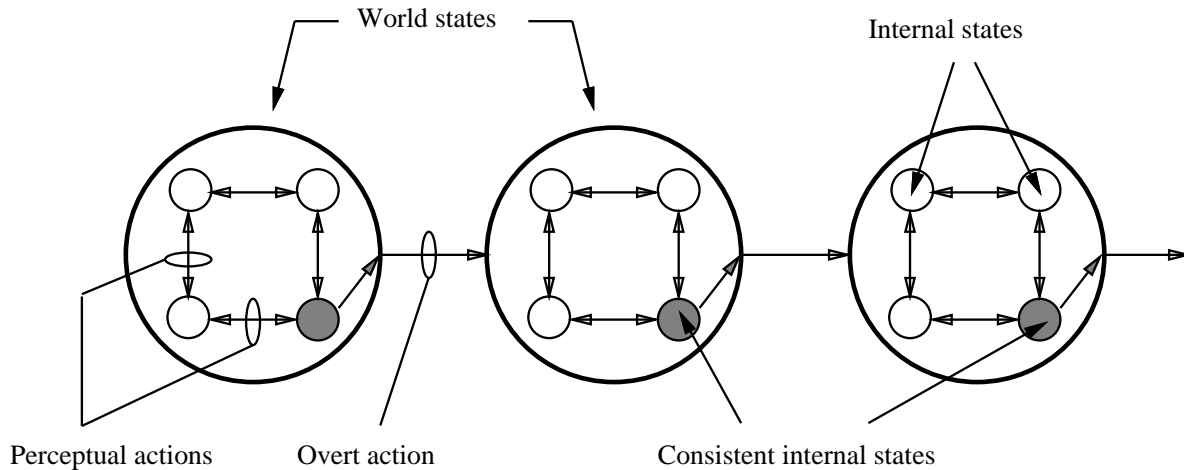 World states
Internal states
Perceptual actions
Overt action
Consistent internal states